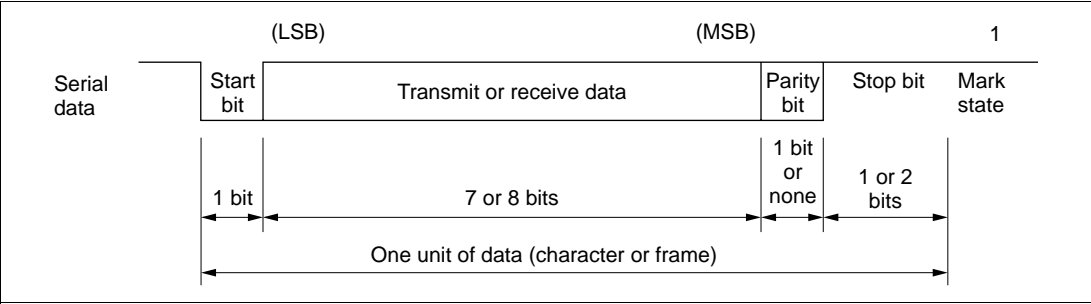 (LSB) (MSB) 1
Serial
data
Start
bit
Transmit or receive data
Parity
bit
Stop bit
Mark
state
1 bit
7 or 8 bits
1 bit
or
none
1 or 2
bits
One unit of data (character or frame)